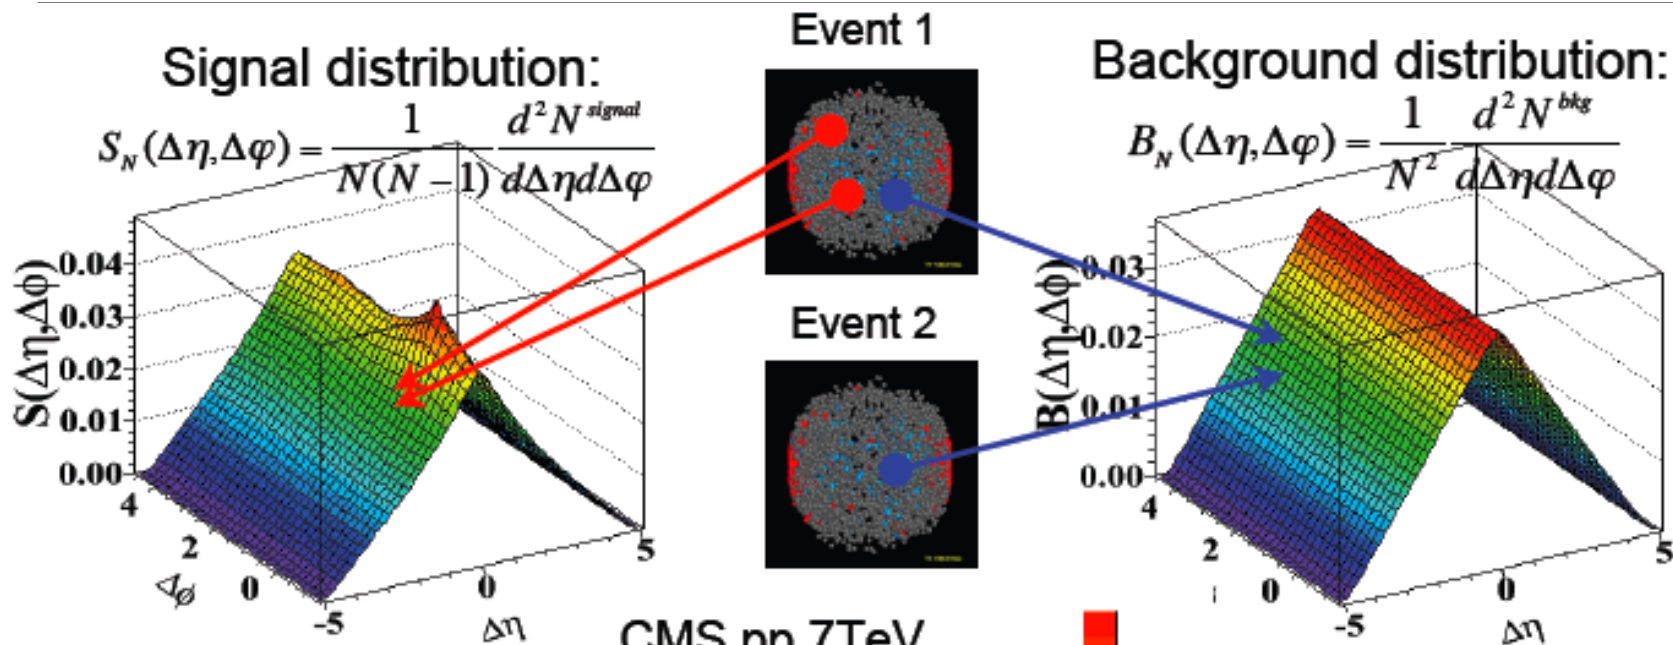 Signal distribution:
S_N(Δη,Δφ) = 1/N(N−1) d²N^signal/dΔηdΔφ
S(Δη,Δϕ)
0.04
0.03
0.02
0.01
0.00
4
2
0
Δϕ
-5
0
5
Δη
Event 1
Event 2
CMS pp 7TeV
Background distribution:
B_N(Δη,Δφ) = 1/N² d²N^bkg/dΔηdΔφ
B(Δη,Δϕ)
0.03
0.02
0.01
0.00
4
2
0
-5
0
5
Δη